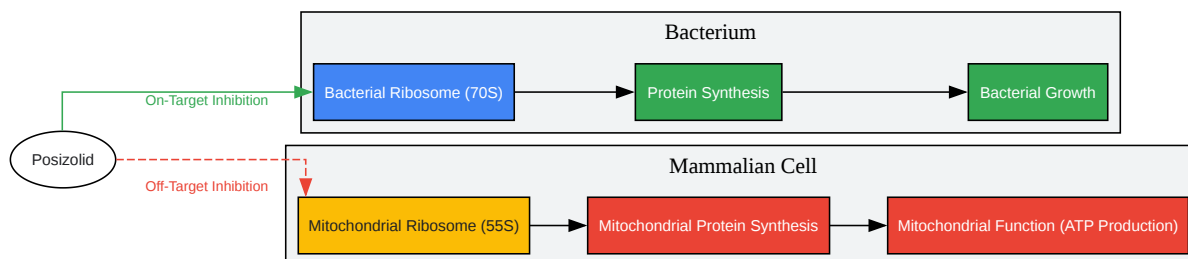 Bacterium
Bacterial Ribosome (70S)
Protein Synthesis
Bacterial Growth
On-Target Inhibition
Posizolid
Off-Target Inhibition
Mammalian Cell
Mitochondrial Ribosome (55S)
Mitochondrial Protein Synthesis
Mitochondrial Function (ATP Production)